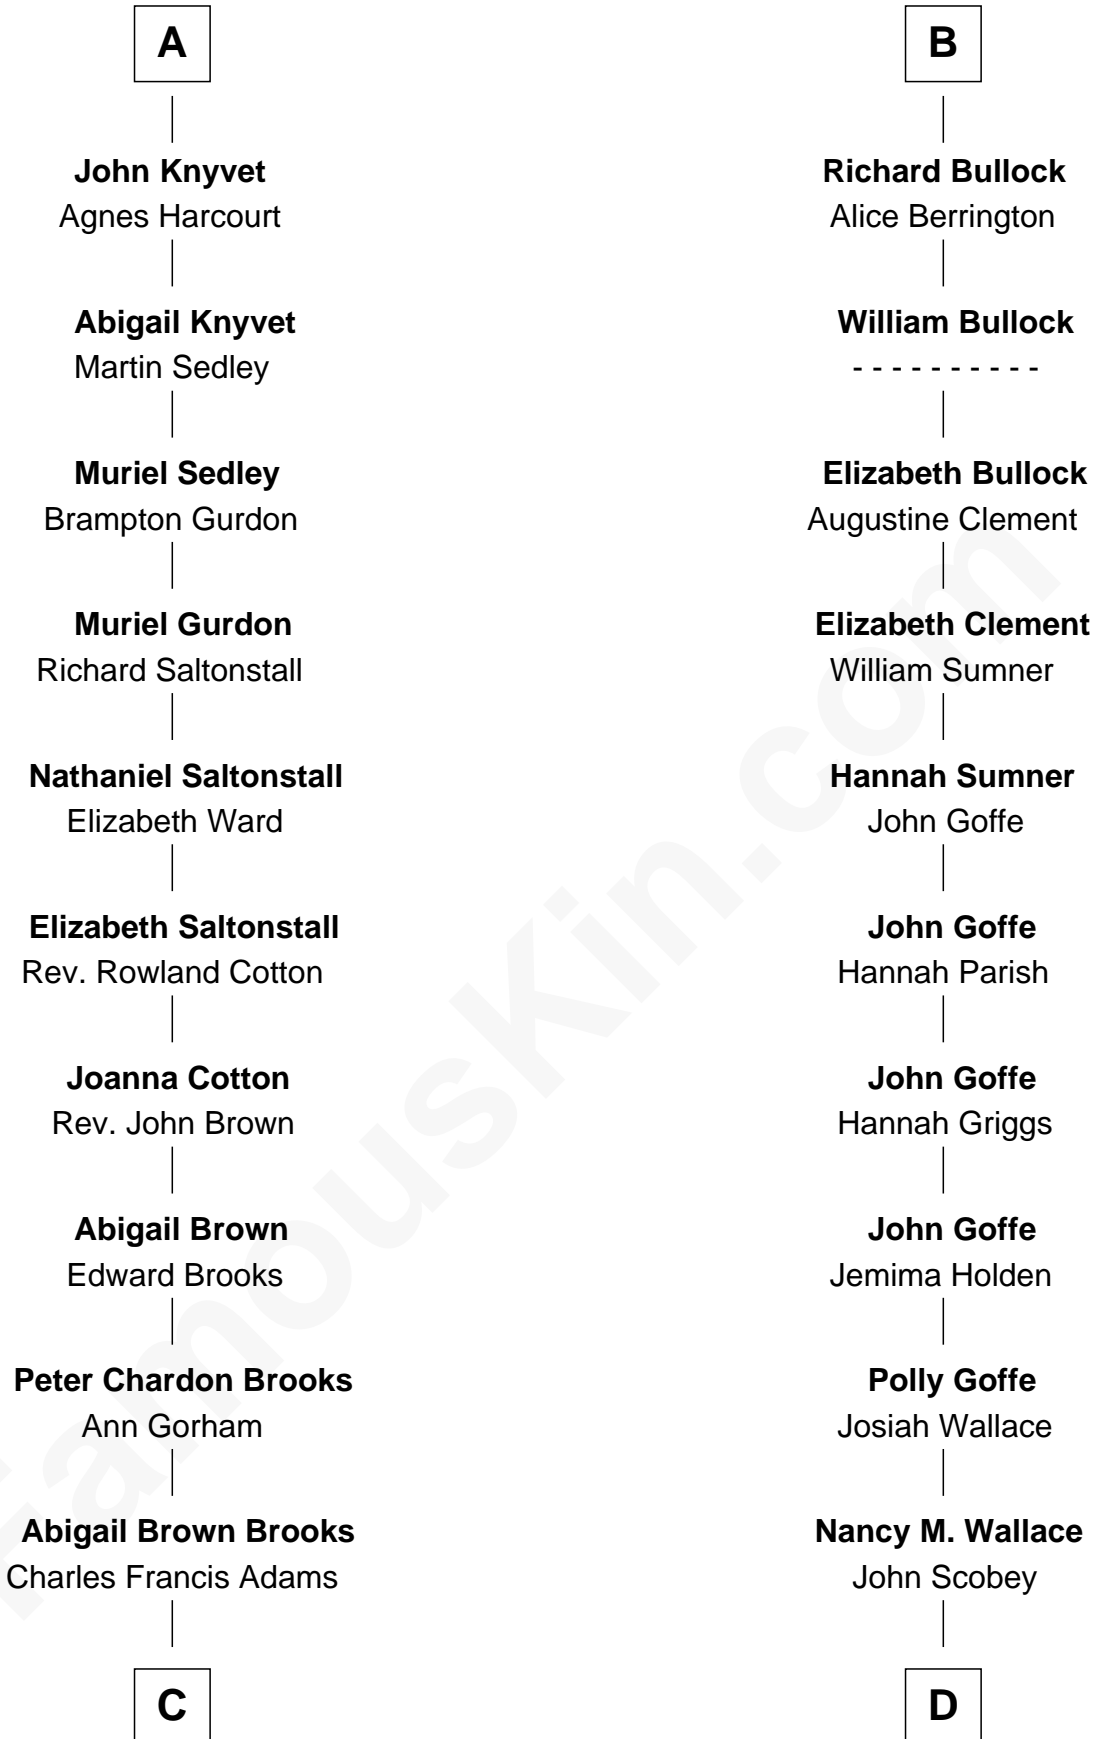 A
John Knyvet
Agnes Harcourt
Abigail Knyvet
Martin Sedley
Muriel Sedley
Brampton Gurdon
Muriel Gurdon
Richard Saltonstall
Nathaniel Saltonstall
Elizabeth Ward
Elizabeth Saltonstall
Rev. Rowland Cotton
Joanna Cotton
Rev. John Brown
Abigail Brown
Edward Brooks
Peter Chardon Brooks
Ann Gorham
Abigail Brown Brooks
Charles Francis Adams
C
B
Richard Bullock
Alice Berrington
William Bullock
- - - - - - - - - -
Elizabeth Bullock
Augustine Clement
Elizabeth Clement
William Sumner
Hannah Sumner
John Goffe
John Goffe
Hannah Parish
John Goffe
Hannah Griggs
John Goffe
Jemima Holden
Polly Goffe
Josiah Wallace
Nancy M. Wallace
John Scobey
D
FamousKin.com